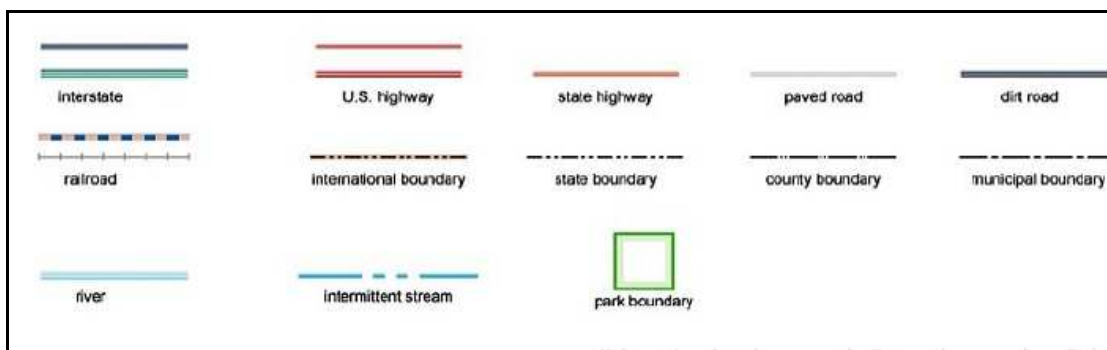 interstate
U.S. highway
state highway
paved road
dirt road
railroad
international boundary
state boundary
county boundary
municipal boundary
river
intermittent stream
park boundary